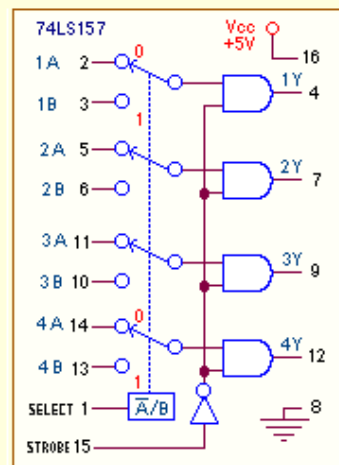 74LS157
Vcc
+5V
16
0
1A 2
1Y
4
1B 3
1
2A 5
2Y
7
2B 6
3A 11
3Y
9
3B 10
4A 14
0
4Y
12
4B 13
1
SELECT 1
A̅/B
8
STROBE 15